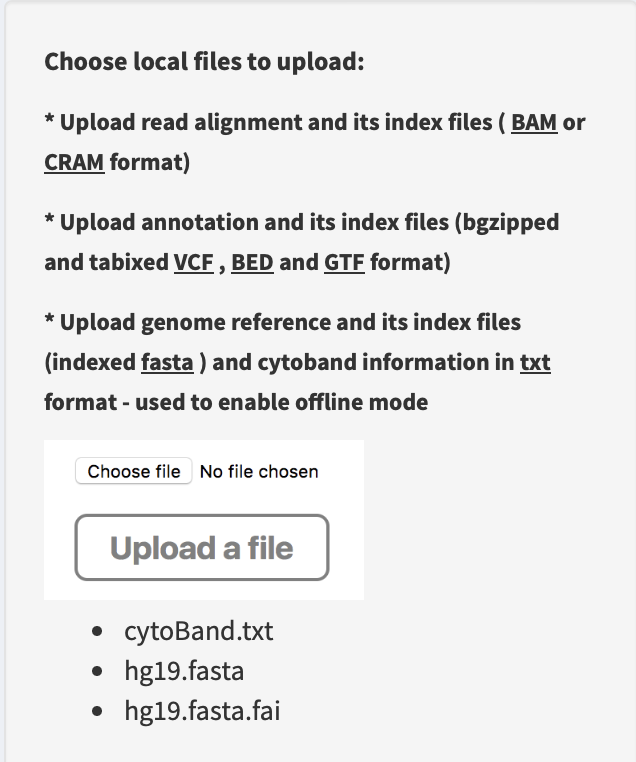 Choose local files to upload:
* Upload read alignment and its index files ( BAM or
CRAM format)
* Upload annotation and its index files (bgzipped
and tabixed VCF , BED and GTF format)
* Upload genome reference and its index files
(indexed fasta ) and cytoband information in txt
format - used to enable offline mode
Choose file No file chosen
Upload a file
• cytoBand.txt
• hg19.fasta
• hg19.fasta.fai